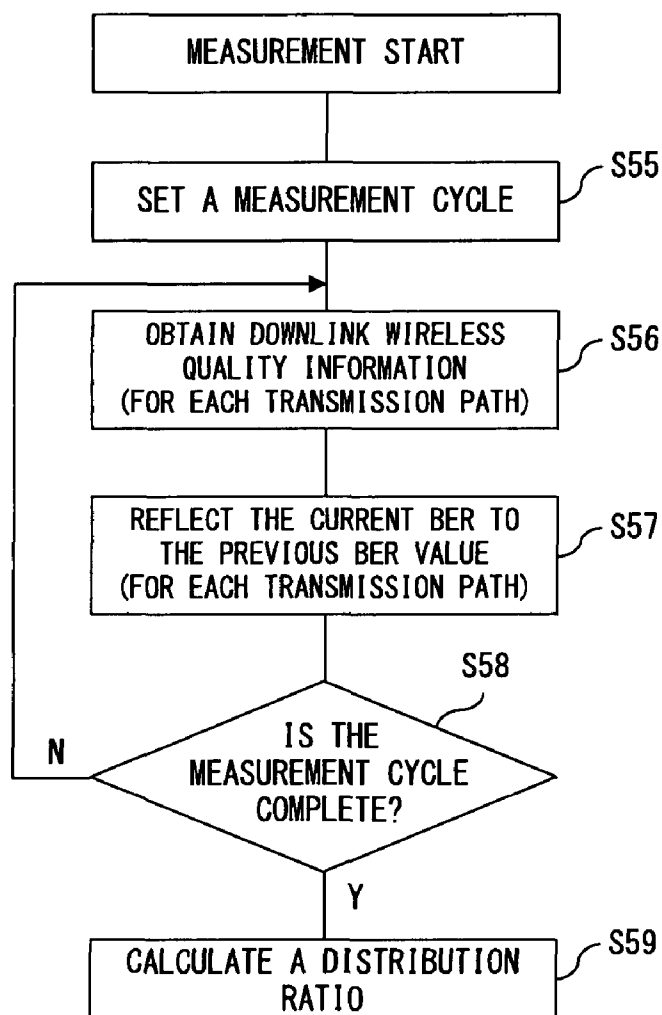 MEASUREMENT START
S55
SET A MEASUREMENT CYCLE
OBTAIN DOWNLINK WIRELESS
QUALITY INFORMATION
(FOR EACH TRANSMISSION PATH)
S56
REFLECT THE CURRENT BER TO
THE PREVIOUS BER VALUE
(FOR EACH TRANSMISSION PATH)
S57
S58
IS THE
MEASUREMENT CYCLE
COMPLETE?
N
Y
CALCULATE A DISTRIBUTION
RATIO
S59